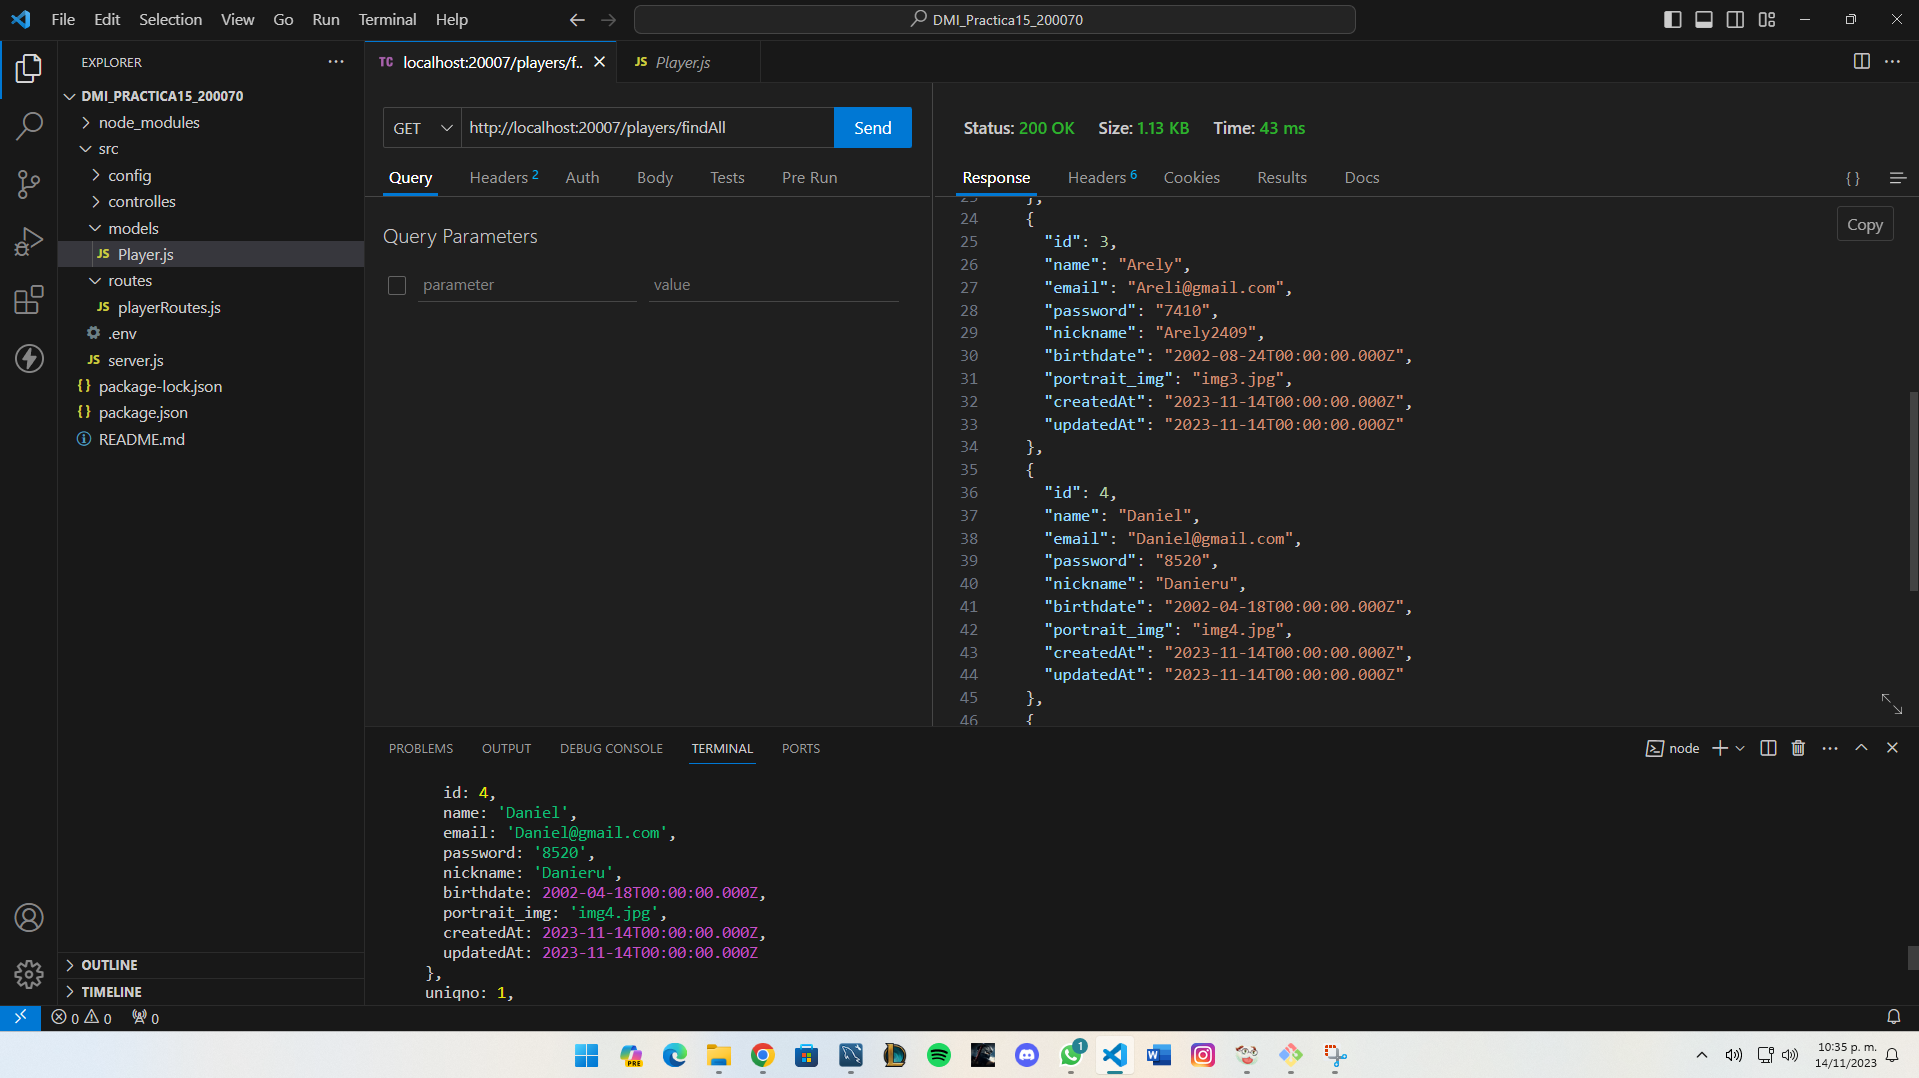 File Edit Selection View Go Run Terminal Help
DMI_Practica15_200070
EXPLORER
DMI_PRACTICA15_200070
node_modules
src
config
controlles
models
JS Player.js
routes
JS playerRoutes.js
.env
JS server.js
{} package-lock.json
{} package.json
README.md
OUTLINE
TIMELINE
TC localhost:20007/players/f..
JS Player.js
GET http://localhost:20007/players/findAll Send
Query Headers 2 Auth Body Tests Pre Run
Query Parameters
parameter value
Status: 200 OK Size: 1.13 KB Time: 43 ms
Response Headers 6 Cookies Results Docs { }
Copy
23 },
24 {
25 "id": 3,
26 "name": "Arely",
27 "email": "Areli@gmail.com",
28 "password": "7410",
29 "nickname": "Arely2409",
30 "birthdate": "2002-08-24T00:00:00.000Z",
31 "portrait_img": "img3.jpg",
32 "createdAt": "2023-11-14T00:00:00.000Z",
33 "updatedAt": "2023-11-14T00:00:00.000Z"
34 },
35 {
36 "id": 4,
37 "name": "Daniel",
38 "email": "Daniel@gmail.com",
39 "password": "8520",
40 "nickname": "Danieru",
41 "birthdate": "2002-04-18T00:00:00.000Z",
42 "portrait_img": "img4.jpg",
43 "createdAt": "2023-11-14T00:00:00.000Z",
44 "updatedAt": "2023-11-14T00:00:00.000Z"
45 },
46 {
PROBLEMS OUTPUT DEBUG CONSOLE TERMINAL PORTS
node
id: 4,
name: 'Daniel',
email: 'Daniel@gmail.com',
password: '8520',
nickname: 'Danieru',
birthdate: 2002-04-18T00:00:00.000Z,
portrait_img: 'img4.jpg',
createdAt: 2023-11-14T00:00:00.000Z,
updatedAt: 2023-11-14T00:00:00.000Z
},
uniqno: 1,
0 0 0
PRE
1
10:35 p. m.
14/11/2023